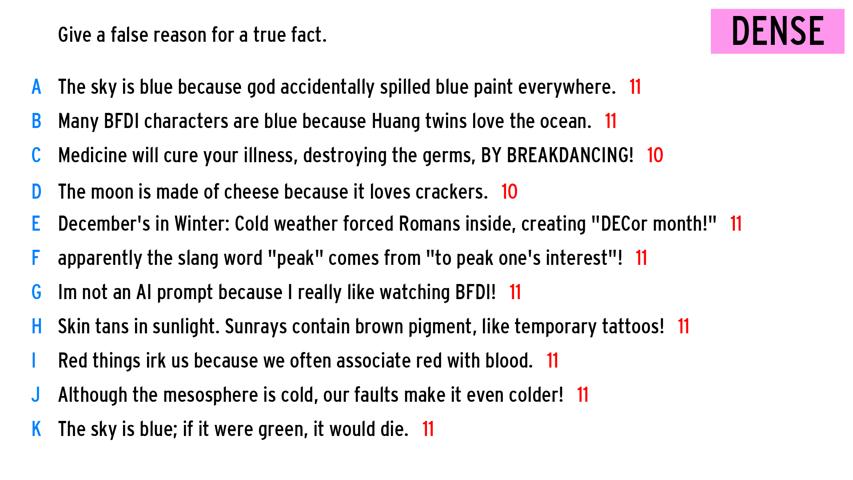 Give a false reason for a true fact.
DENSE
A The sky is blue because god accidentally spilled blue paint everywhere. 11
B Many BFDI characters are blue because Huang twins love the ocean. 11
C Medicine will cure your illness, destroying the germs, BY BREAKDANCING! 10
D The moon is made of cheese because it loves crackers. 10
E December's in Winter: Cold weather forced Romans inside, creating "DECor month!" 11
F apparently the slang word "peak" comes from "to peak one's interest"! 11
G Im not an AI prompt because I really like watching BFDI! 11
H Skin tans in sunlight. Sunrays contain brown pigment, like temporary tattoos! 11
I Red things irk us because we often associate red with blood. 11
J Although the mesosphere is cold, our faults make it even colder! 11
K The sky is blue; if it were green, it would die. 11